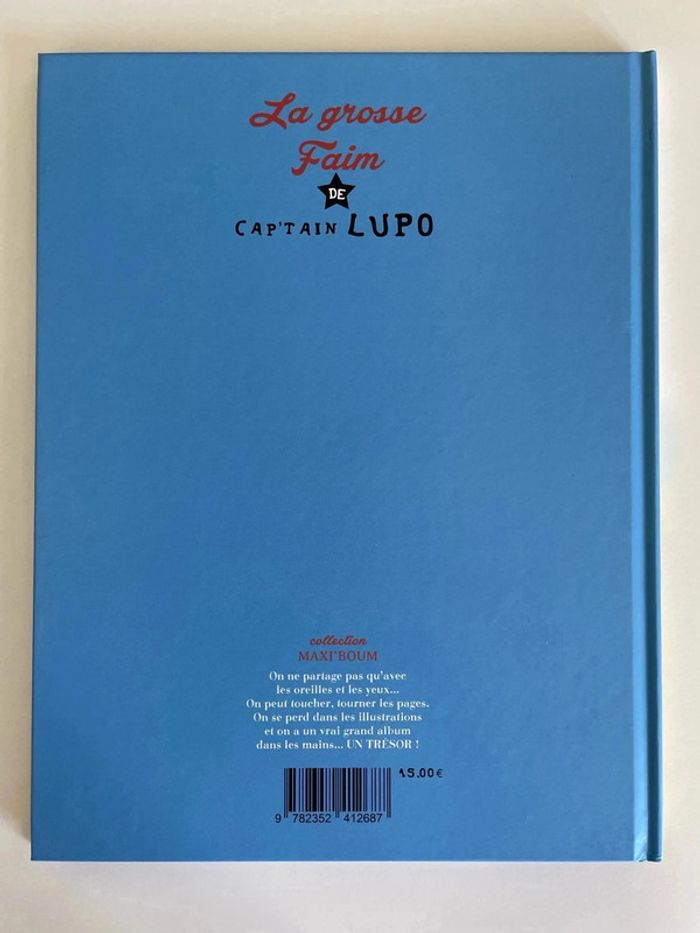 La grosse
Faim
DE
CAP'TAIN LUPO
collection
MAXI'BOUM
On ne partage pas qu'avec
les oreilles et les yeux...
On peut toucher, tourner les pages.
On se perd dans les illustrations
et on a un vrai grand album
dans les mains... UN TRÉSOR !
15.00€
9 782352 412687